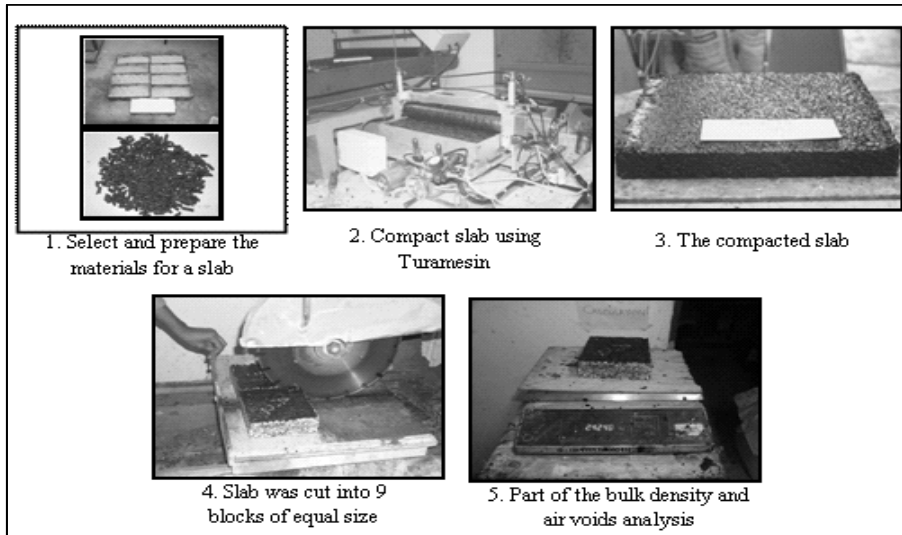 1. Select and prepare the
materials for a slab
2. Compact slab using
Turamesin
3. The compacted slab
4. Slab was cut into 9
blocks of equal size
5. Part of the bulk density and
air voids analysis